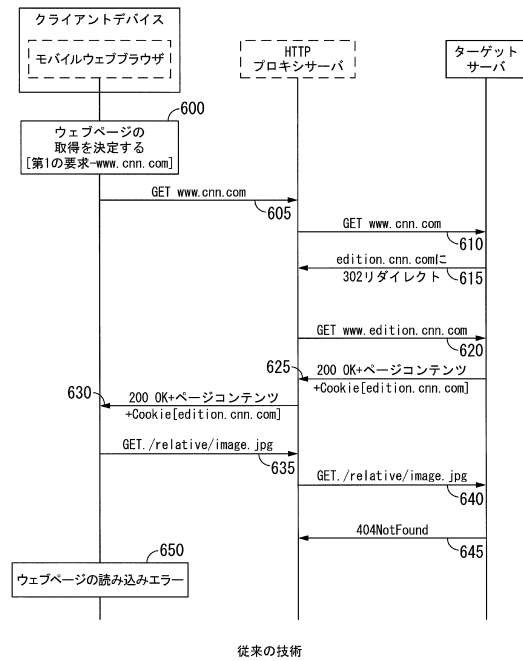 クライアントデバイス
モバイルウェブブラウザ
HTTP
プロキシサーバ
ターゲット
サーバ
600
ウェブページの
取得を決定する
[第1の要求-www.cnn.com]
GET www.cnn.com
605
GET www.cnn.com
610
edition.cnn.comに
302リダイレクト
615
GET www.edition.cnn.com
620
625
200 OK+ページコンテンツ
+Cookie[edition.cnn.com]
630
200 OK+ページコンテンツ
+Cookie[edition.cnn.com]
GET./relative/image.jpg
635
GET./relative/image.jpg
640
404NotFound
645
650
ウェブページの読み込みエラー
従来の技術